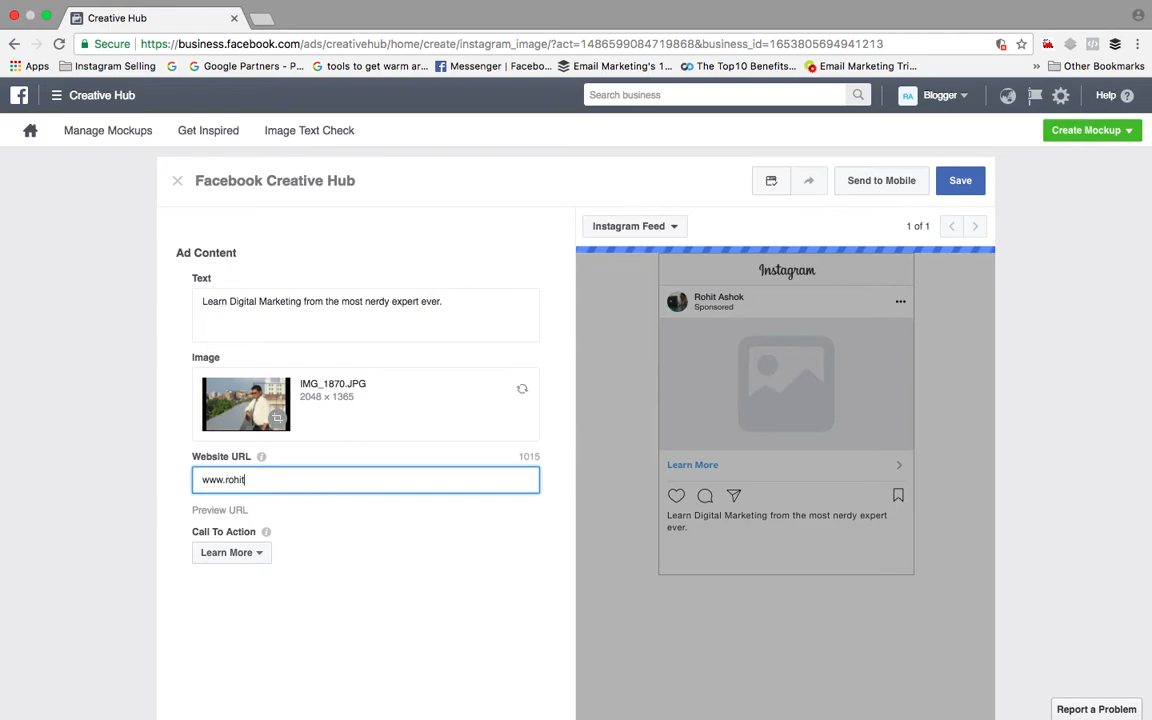 Creative Hub
Secure https://business.facebook.com/ads/creativehub/home/create/instagram_image/?act=1486599084719868&business_id=1653805694941213
Apps Instagram Selling Google Partners - P... tools to get warm ar... Messenger | Facebo... Email Marketing's 1... The Top10 Benefits... Email Marketing Tri... » Other Bookmarks
Creative Hub Search business RA Blogger Help
Manage Mockups Get Inspired Image Text Check Create Mockup
Facebook Creative Hub Send to Mobile Save
Instagram Feed 1 of 1
Ad Content
Text
Learn Digital Marketing from the most nerdy expert ever.
Image
IMG_1870.JPG
2048 × 1365
Website URL 1015
www.rohit
Preview URL
Call To Action
Learn More
Instagram
Rohit Ashok
Sponsored
Learn More
Learn Digital Marketing from the most nerdy expert
ever.
Report a Problem